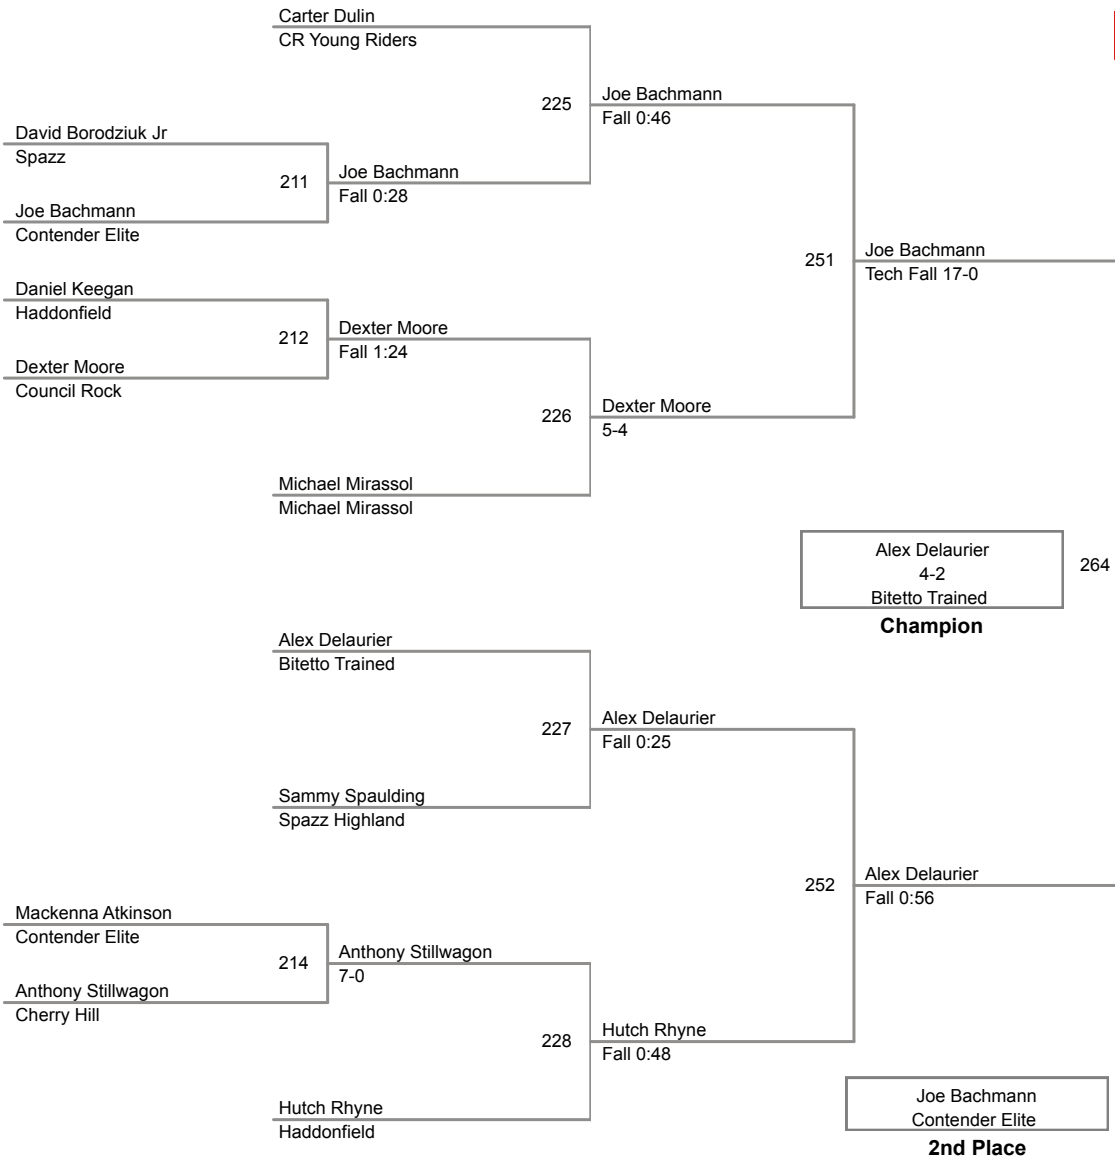 Carter Dulin
CR Young Riders
225
Joe Bachmann
Fall 0:46
David Borodziuk Jr
Spazz
211
Joe Bachmann
Fall 0:28
Joe Bachmann
Contender Elite
251
Joe Bachmann
Tech Fall 17-0
Daniel Keegan
Haddonfield
212
Dexter Moore
Fall 1:24
Dexter Moore
Council Rock
226
Dexter Moore
5-4
Michael Mirassol
Michael Mirassol
Alex Delaurier
4-2
Bitetto Trained
264
Champion
Alex Delaurier
Bitetto Trained
227
Alex Delaurier
Fall 0:25
Sammy Spaulding
Spazz Highland
252
Alex Delaurier
Fall 0:56
Mackenna Atkinson
Contender Elite
214
Anthony Stillwagon
7-0
Anthony Stillwagon
Cherry Hill
228
Hutch Rhyne
Fall 0:48
Hutch Rhyne
Haddonfield
Joe Bachmann
Contender Elite
2nd Place